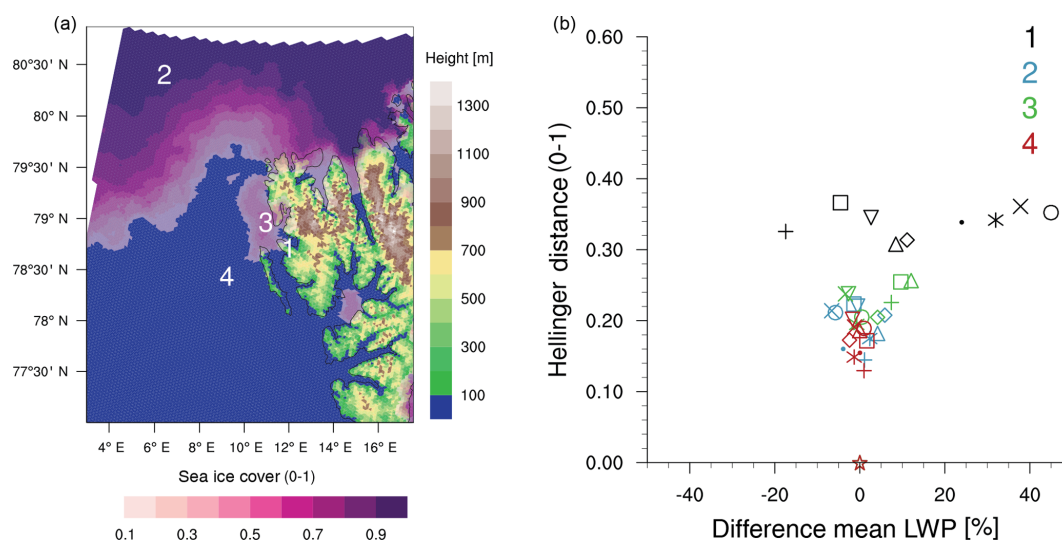 (a)
80°30' N
80° N
79°30' N
79° N
78°30' N
78° N
77°30' N
2
3
1
4
4° E
6° E
8° E
10° E
12° E
14° E
16° E
Height [m]
1300
1100
900
700
500
300
100
Sea ice cover (0-1)
0.1 0.3 0.5 0.7 0.9
(b)
Hellinger distance (0-1)
0.60
0.50
0.40
0.30
0.20
0.10
0.00
1
2
3
4
-40 -20 0 20 40
Difference mean LWP [%]